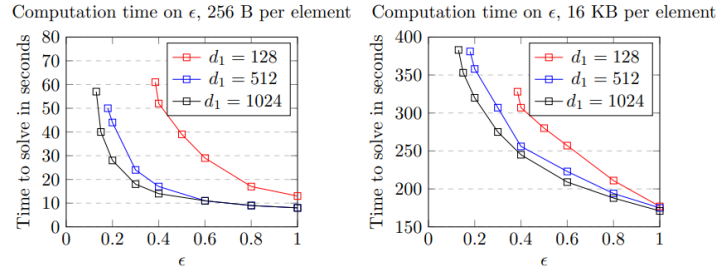 Computation time on ϵ, 256 B per element
Time to solve in seconds
80
70
60
50
40
30
20
10
0
0 0.2 0.4 0.6 0.8 1
ϵ
d₁ = 128
d₁ = 512
d₁ = 1024
Computation time on ϵ, 16 KB per element
Time to solve in seconds
400
350
300
250
200
150
0 0.2 0.4 0.6 0.8 1
ϵ
d₁ = 128
d₁ = 512
d₁ = 1024